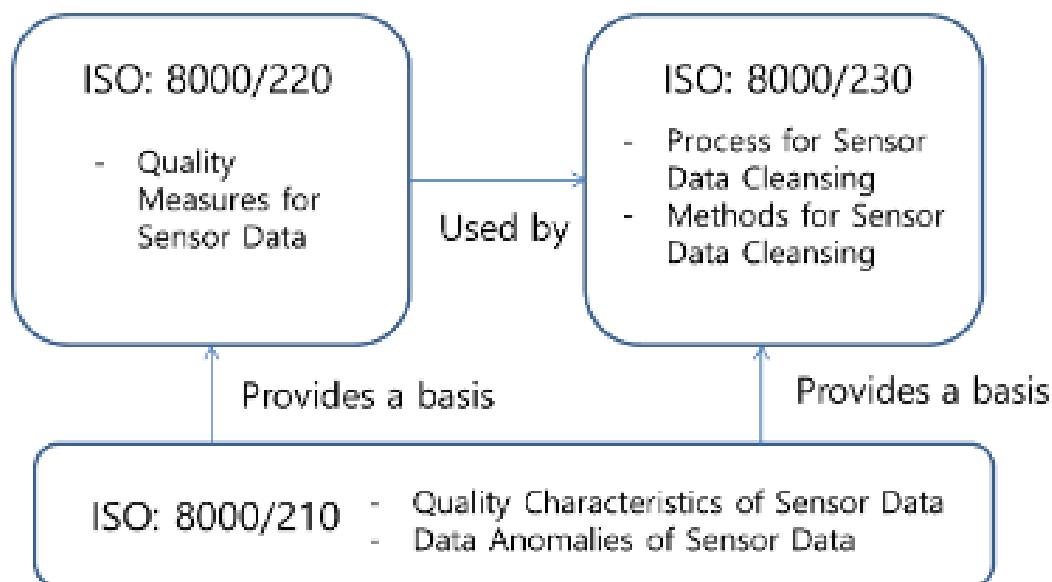 ISO: 8000/220
- Quality
Measures for
Sensor Data
Used by
ISO: 8000/230
- Process for Sensor
Data Cleansing
- Methods for Sensor
Data Cleansing
Provides a basis
Provides a basis
ISO: 8000/210
- Quality Characteristics of Sensor Data
- Data Anomalies of Sensor Data